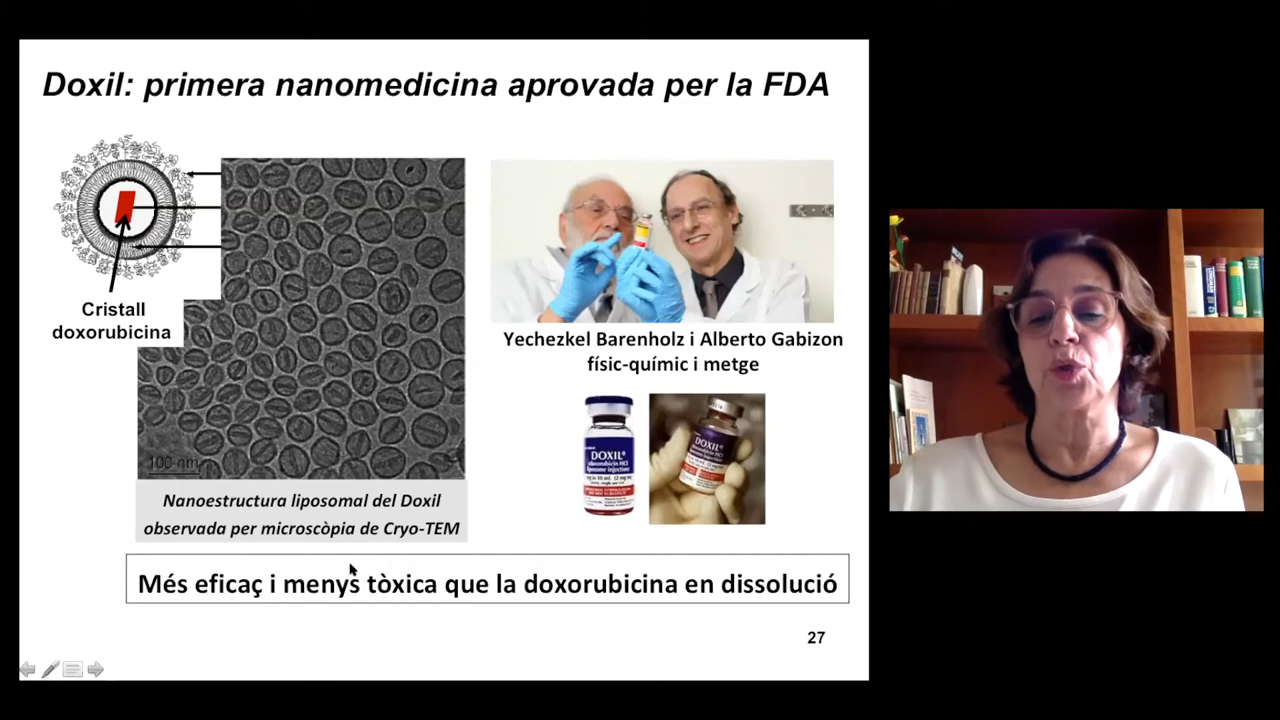 Doxil: primera nanomedicina aprovada per la FDA
Cristall
doxorubicina
100 nm
Nanoestructura liposomal del Doxil
observada per microscòpia de Cryo-TEM
Yechezkel Barenholz i Alberto Gabizon
físic-químic i metge
DOXIL
DOXIL
Més eficaç i menys tòxica que la doxorubicina en dissolució
27